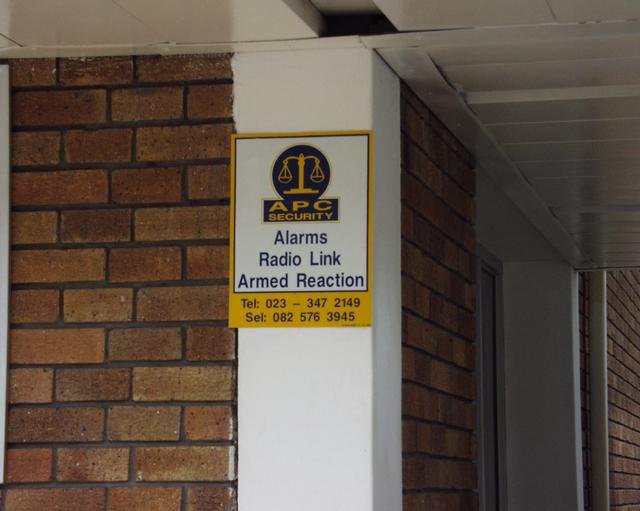 APC
SECURITY
Alarms
Radio Link
Armed Reaction
Tel: 023 – 347 2149
Sel: 082 576 3945